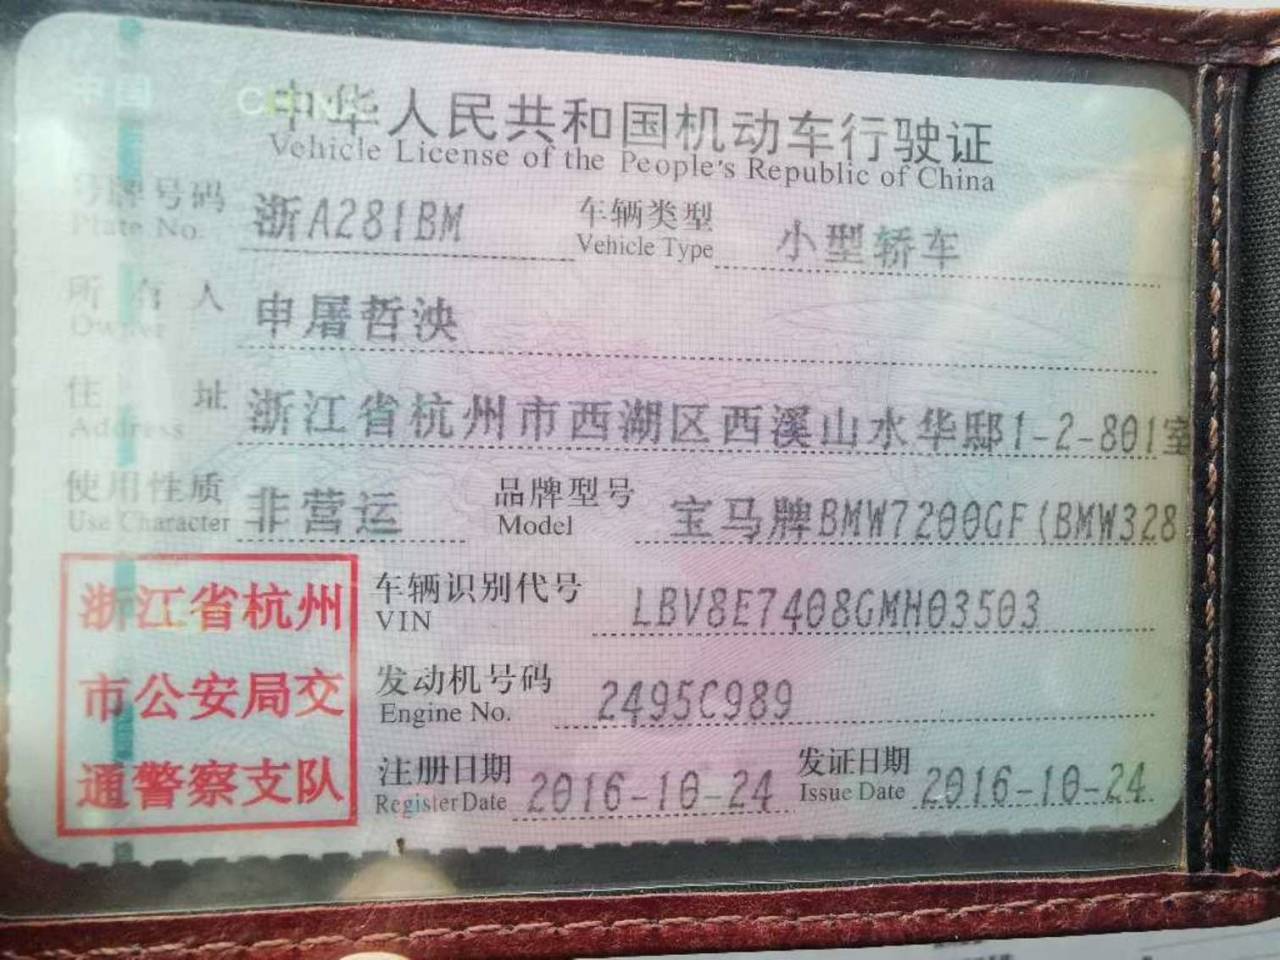 中国 CHINA
中华人民共和国机动车行驶证
Vehicle License of the People's Republic of China
号牌号码 浙A281BM 车辆类型 小型轿车
Plate No. Vehicle Type
所有人 申屠哲泱
Owner
住址 浙江省杭州市西湖区西溪山水华邸1-2-801室
Address
使用性质 非营运 品牌型号 宝马牌BMW7200GF(BMW328
Use Character Model
浙江省杭州
市公安局交
通警察支队
车辆识别代号 LBV8E7408GMH03503
VIN
发动机号码 2495C989
Engine No.
注册日期 2016-10-24 发证日期 2016-10-24
Register Date Issue Date